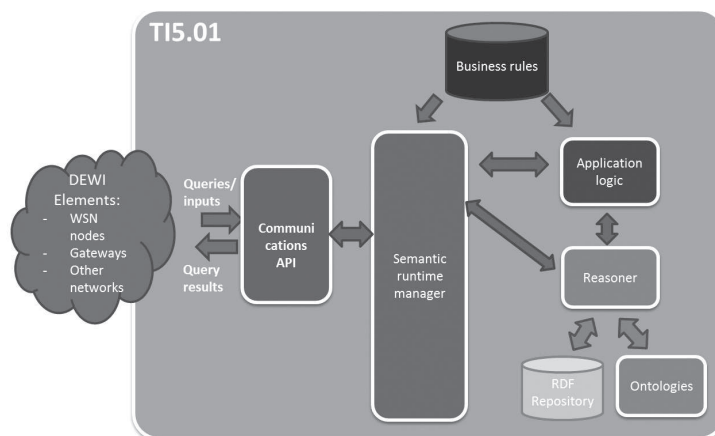 TI5.01
Business rules
DEWI
Elements:
- WSN
nodes
- Gateways
- Other
networks
Queries/
inputs
Query
results
Communi
cations
API
Semantic
runtime
manager
Application
logic
Reasoner
RDF
Repository
Ontologies